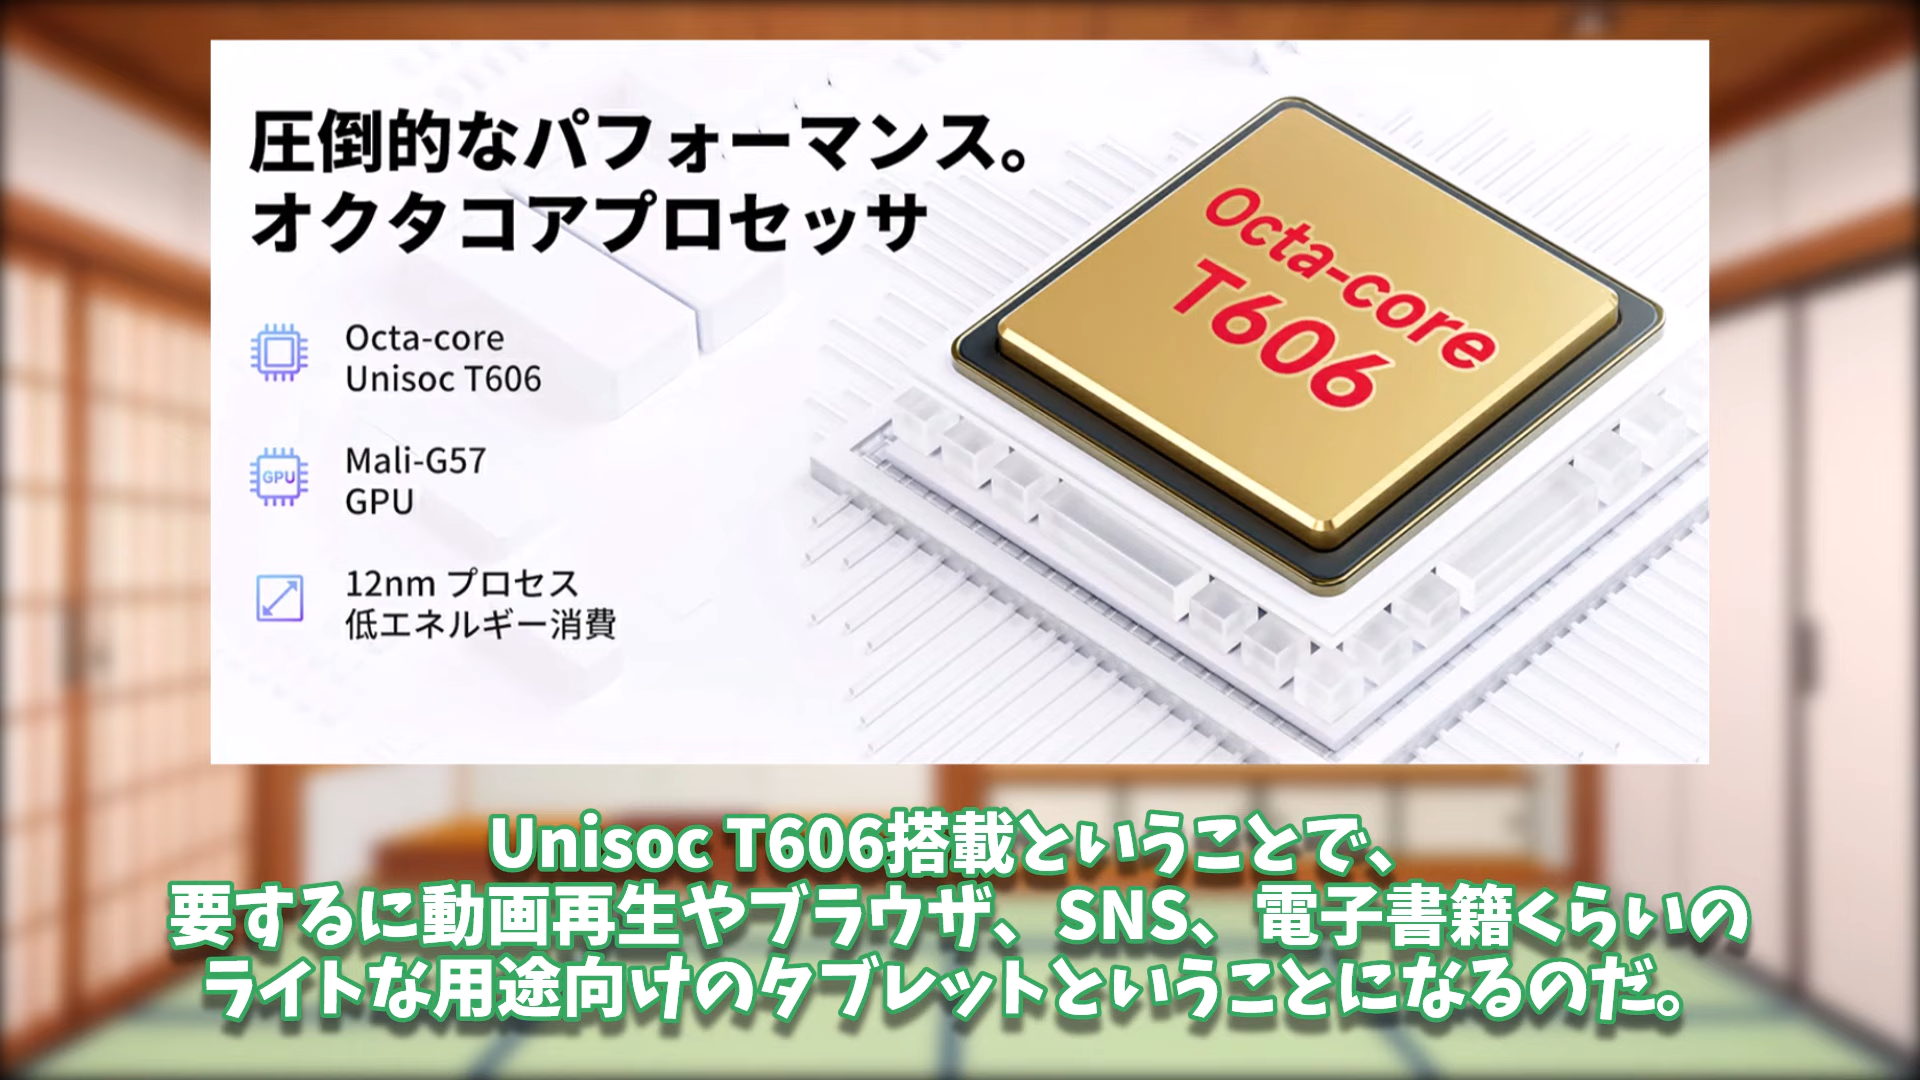 圧倒的なパフォーマンス。
オクタコアプロセッサ
Octa-core
Unisoc T606
GPU
Mali-G57
GPU
12nm プロセス
低エネルギー消費
Octa-core
T606
Unisoc T606搭載ということで、
要するに動画再生やブラウザ、SNS、電子書籍くらいの
ライトな用途向けのタブレットということになるのだ。